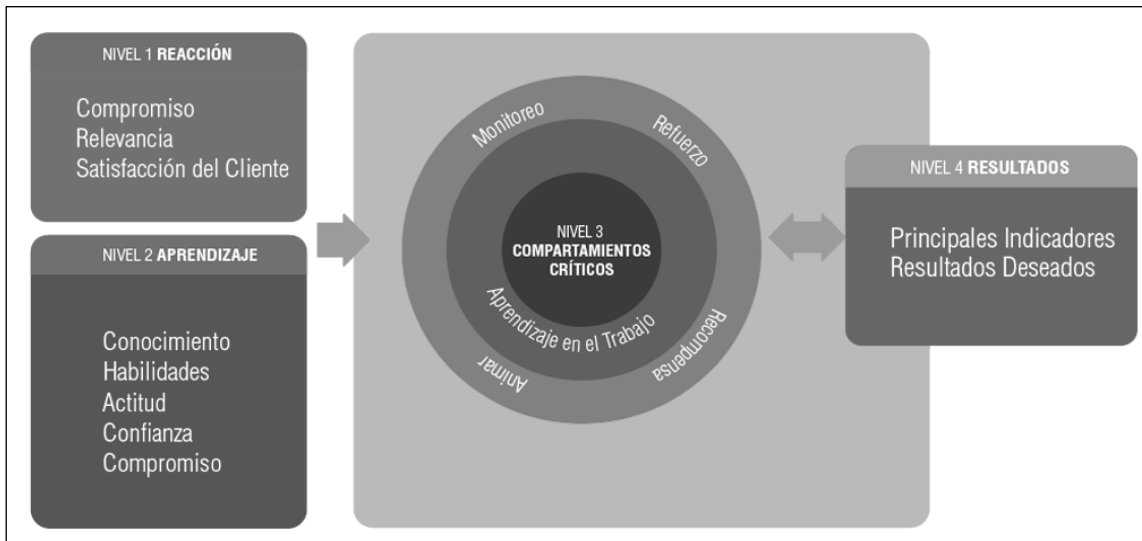 NIVEL 1 REACCIÓN
Compromiso
Relevancia
Satisfacción del Cliente
NIVEL 2 APRENDIZAJE
Conocimiento
Habilidades
Actitud
Confianza
Compromiso
Monitoreo
Refuerzo
NIVEL 3
COMPARTAMIENTOS
CRÍTICOS
Aprendizaje en el Trabajo
Animar
Recompensa
NIVEL 4 RESULTADOS
Principales Indicadores
Resultados Deseados